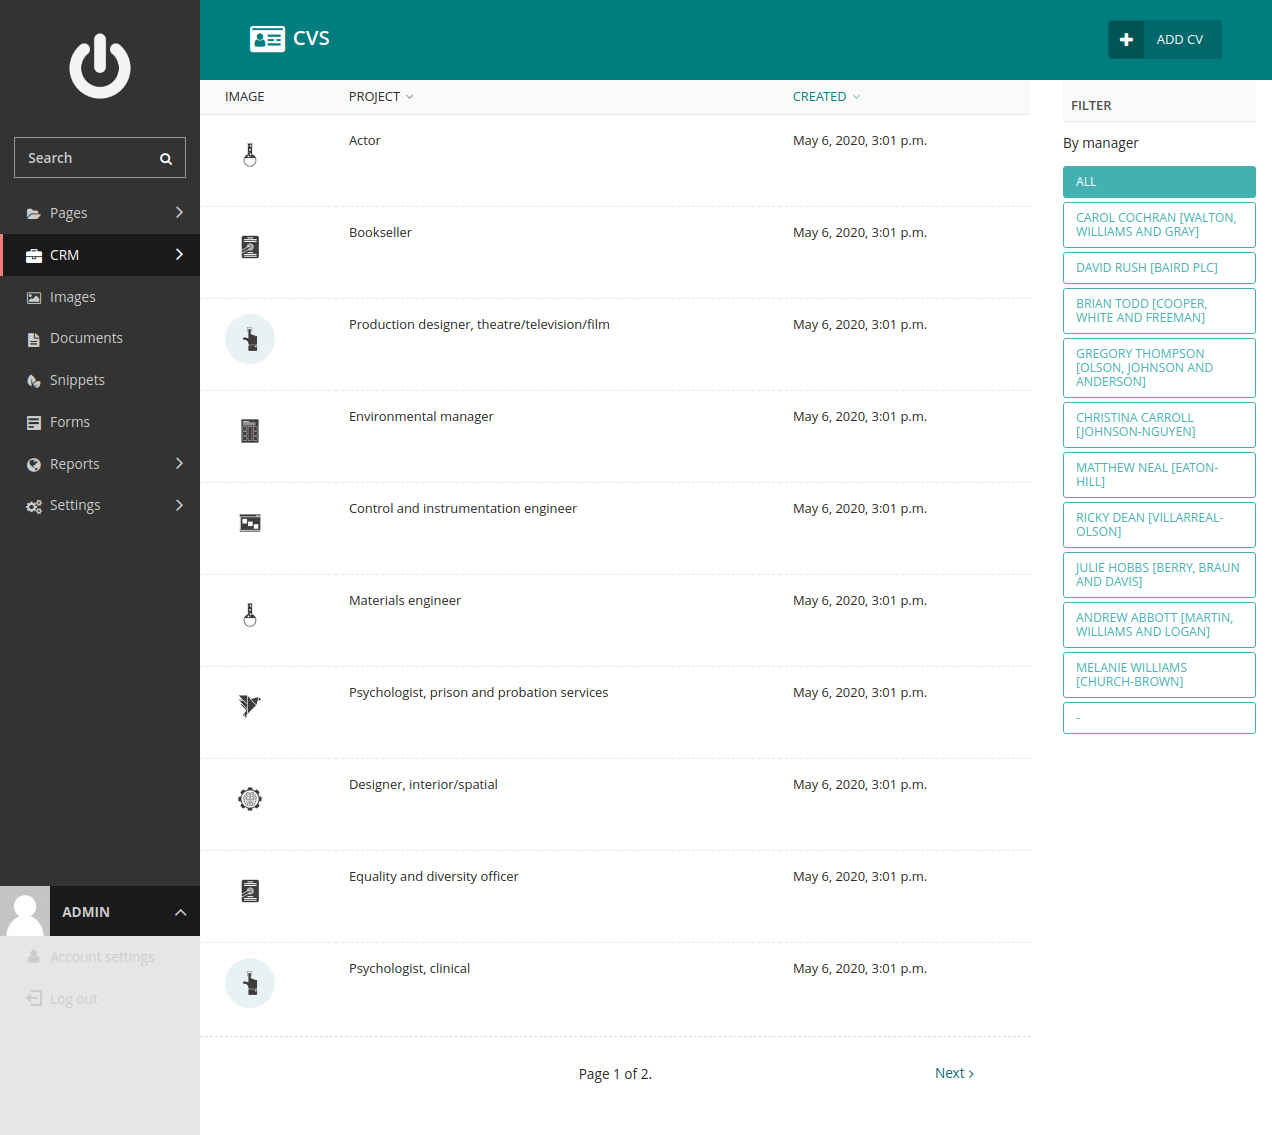 CVS
ADD CV
Search
Pages
CRM
Images
Documents
Snippets
Forms
Reports
Settings
ADMIN
Account settings
Log out
IMAGE PROJECT CREATED
Actor May 6, 2020, 3:01 p.m.
Bookseller May 6, 2020, 3:01 p.m.
Production designer, theatre/television/film May 6, 2020, 3:01 p.m.
Environmental manager May 6, 2020, 3:01 p.m.
Control and instrumentation engineer May 6, 2020, 3:01 p.m.
Materials engineer May 6, 2020, 3:01 p.m.
Psychologist, prison and probation services May 6, 2020, 3:01 p.m.
Designer, interior/spatial May 6, 2020, 3:01 p.m.
Equality and diversity officer May 6, 2020, 3:01 p.m.
Psychologist, clinical May 6, 2020, 3:01 p.m.
Page 1 of 2.
Next
FILTER
By manager
ALL
CAROL COCHRAN [WALTON,
WILLIAMS AND GRAY]
DAVID RUSH [BAIRD PLC]
BRIAN TODD [COOPER,
WHITE AND FREEMAN]
GREGORY THOMPSON
[OLSON, JOHNSON AND
ANDERSON]
CHRISTINA CARROLL
[JOHNSON-NGUYEN]
MATTHEW NEAL [EATON-
HILL]
RICKY DEAN [VILLARREAL-
OLSON]
JULIE HOBBS [BERRY, BRAUN
AND DAVIS]
ANDREW ABBOTT [MARTIN,
WILLIAMS AND LOGAN]
MELANIE WILLIAMS
[CHURCH-BROWN]
-